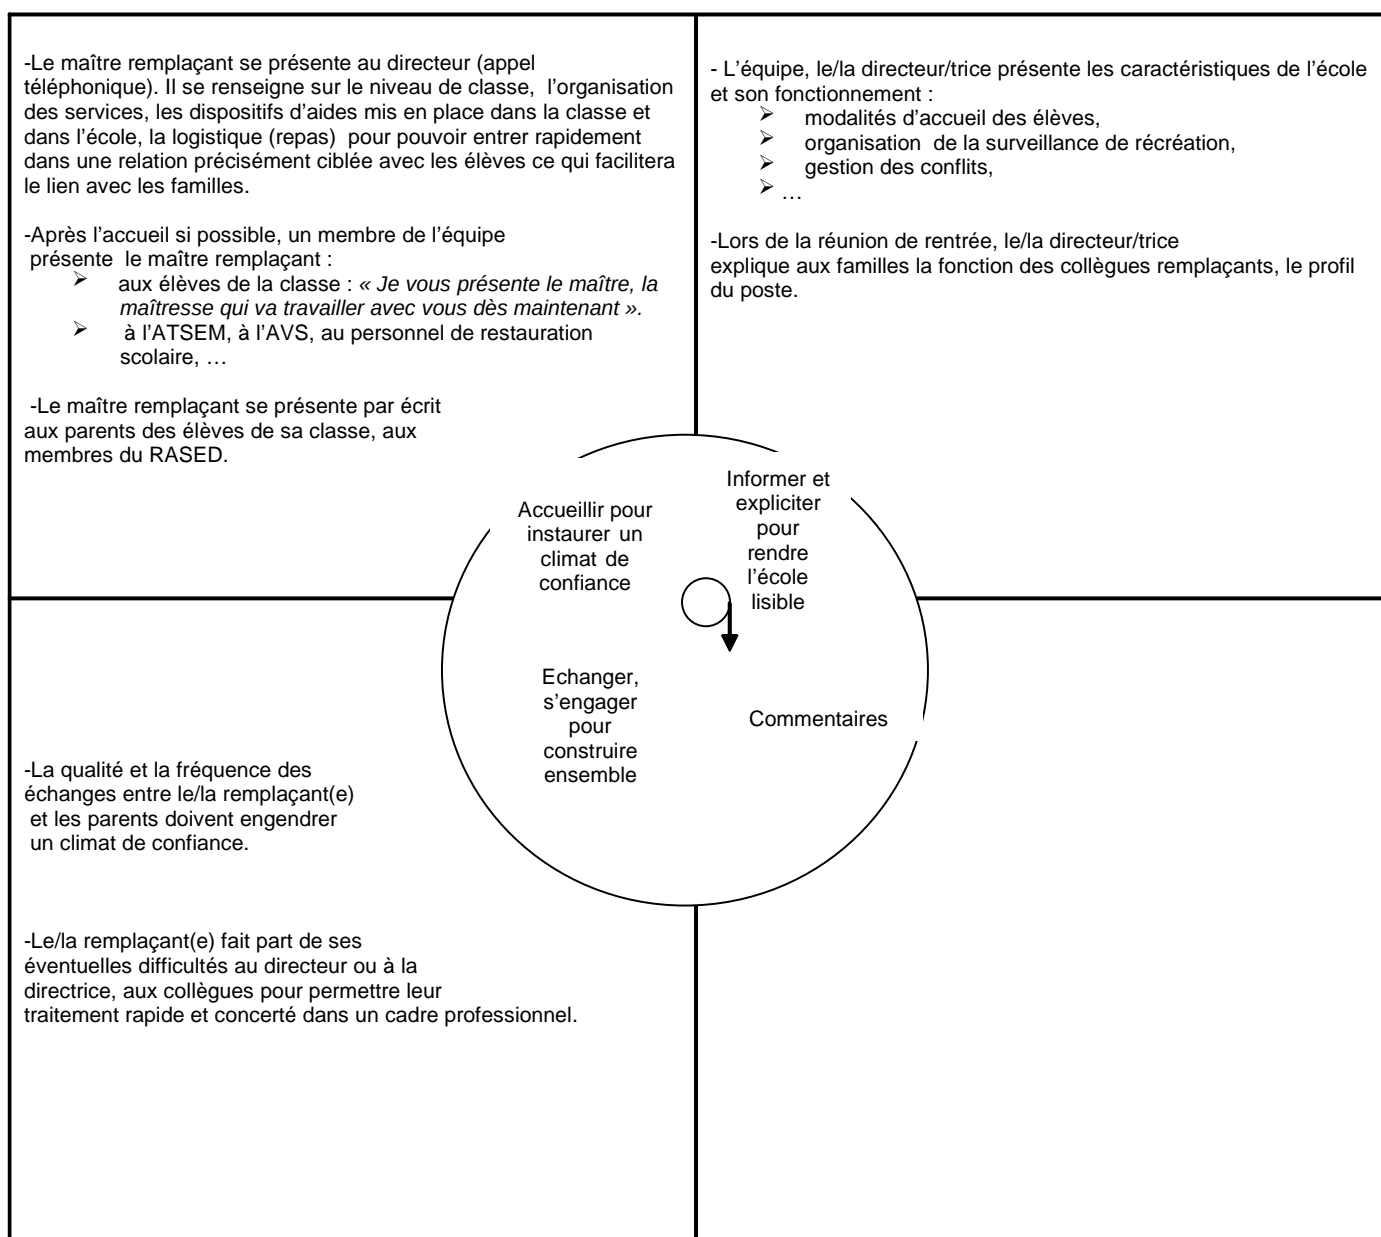 -Le maître remplaçant se présente au directeur (appel
téléphonique). Il se renseigne sur le niveau de classe, l’organisation
des services, les dispositifs d’aides mis en place dans la classe et
dans l’école, la logistique (repas) pour pouvoir entrer rapidement
dans une relation précisément ciblée avec les élèves ce qui facilitera
le lien avec les familles.
-Après l’accueil si possible, un membre de l’équipe
présente le maître remplaçant :
➢ aux élèves de la classe : « Je vous présente le maître, la
maîtresse qui va travailler avec vous dès maintenant ».
➢ à l’ATSEM, à l’AVS, au personnel de restauration
scolaire, …
-Le maître remplaçant se présente par écrit
aux parents des élèves de sa classe, aux
membres du RASED.
- L’équipe, le/la directeur/trice présente les caractéristiques de l’école
et son fonctionnement :
➢ modalités d’accueil des élèves,
➢ organisation de la surveillance de récréation,
➢ gestion des conflits,
➢ …
-Lors de la réunion de rentrée, le/la directeur/trice
explique aux familles la fonction des collègues remplaçants, le profil
du poste.
Accueillir pour
instaurer un
climat de
confiance
Informer et
expliciter
pour
rendre
l’école
lisible
Echanger,
s’engager
pour
construire
ensemble
Commentaires
-La qualité et la fréquence des
échanges entre le/la remplaçant(e)
et les parents doivent engendrer
un climat de confiance.
-Le/la remplaçant(e) fait part de ses
éventuelles difficultés au directeur ou à la
directrice, aux collègues pour permettre leur
traitement rapide et concerté dans un cadre professionnel.